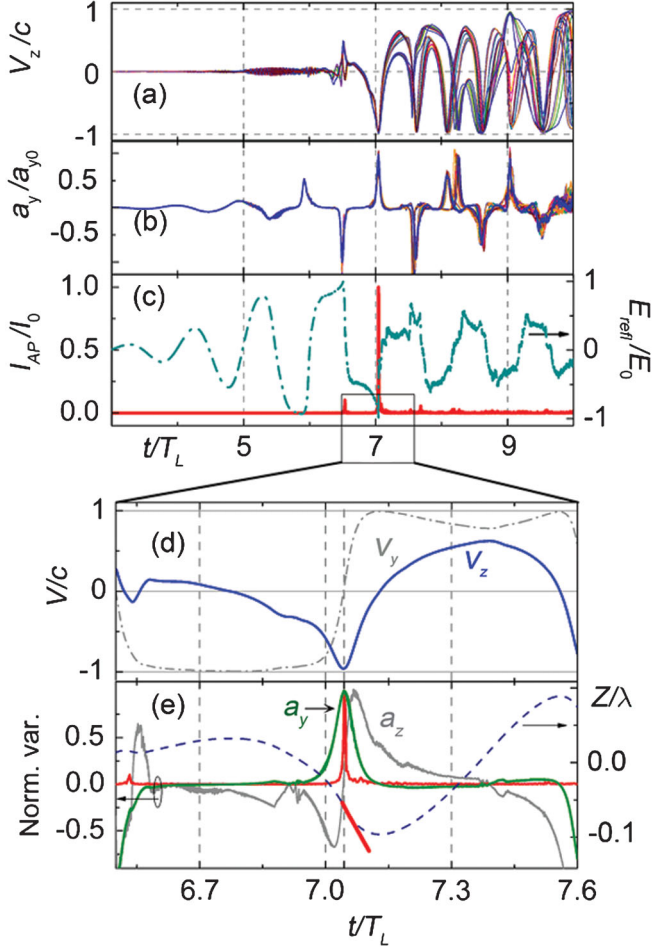 V_z/c
1
0
-1
(a)
a_y/a_y0
0.5
-0.5
(b)
I_AP/I_0
1.0
0.5
0.0
(c)
1
0
-1
E_refl/E_0
t/T_L
5
7
9
V/c
1
0
-1
(d)
V_y
V_z
Norm. var.
0.5
0.0
-0.5
(e)
a_y
a_z
Z/λ
0.0
-0.1
6.7
7.0
7.3
7.6
t/T_L